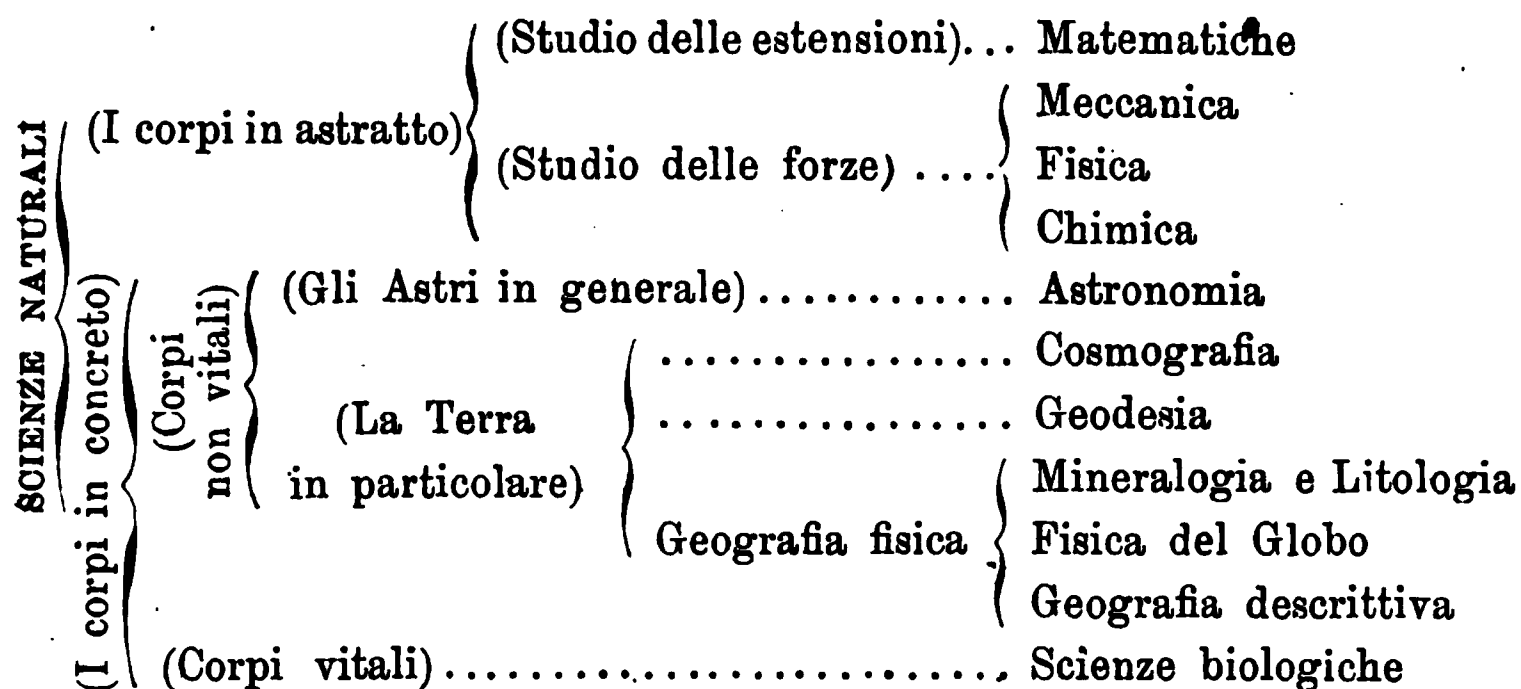 SCIENZE NATURALI
(I corpi in astratto)
(Studio delle estensioni)... Matematiche
(Studio delle forze) ....
Meccanica
Fisica
Chimica
(I corpi in concreto)
(Corpi
non vitali)
(Gli Astri in generale)............ Astronomia
(La Terra
in particolare)
................ Cosmografia
................ Geodesia
Geografia fisica
Mineralogia e Litologia
Fisica del Globo
Geografia descrittiva
(Corpi vitali).......................... Scienze biologiche